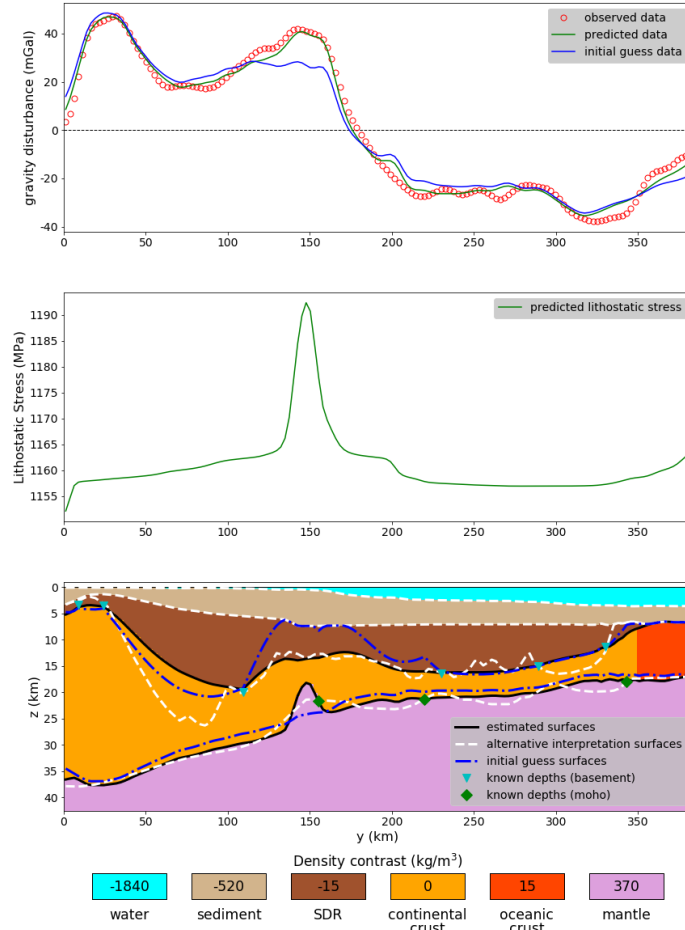 40
20
0
-20
-40
gravity disturbance (mGal)
observed data
predicted data
initial guess data
0 50 100 150 200 250 300 350
1190
1185
1180
1175
1170
1165
1160
1155
Lithostatic Stress (MPa)
predicted lithostatic stress
0 50 100 150 200 250 300 350
0
5
10
15
20
25
30
35
40
z (km)
estimated surfaces
alternative interpretation surfaces
initial guess surfaces
known depths (basement)
known depths (moho)
0 50 100 150 200 250 300 350
y (km)
Density contrast (kg/m³)
-1840 -520 -15 0 15 370
water sediment SDR continental oceanic mantle
crust crust